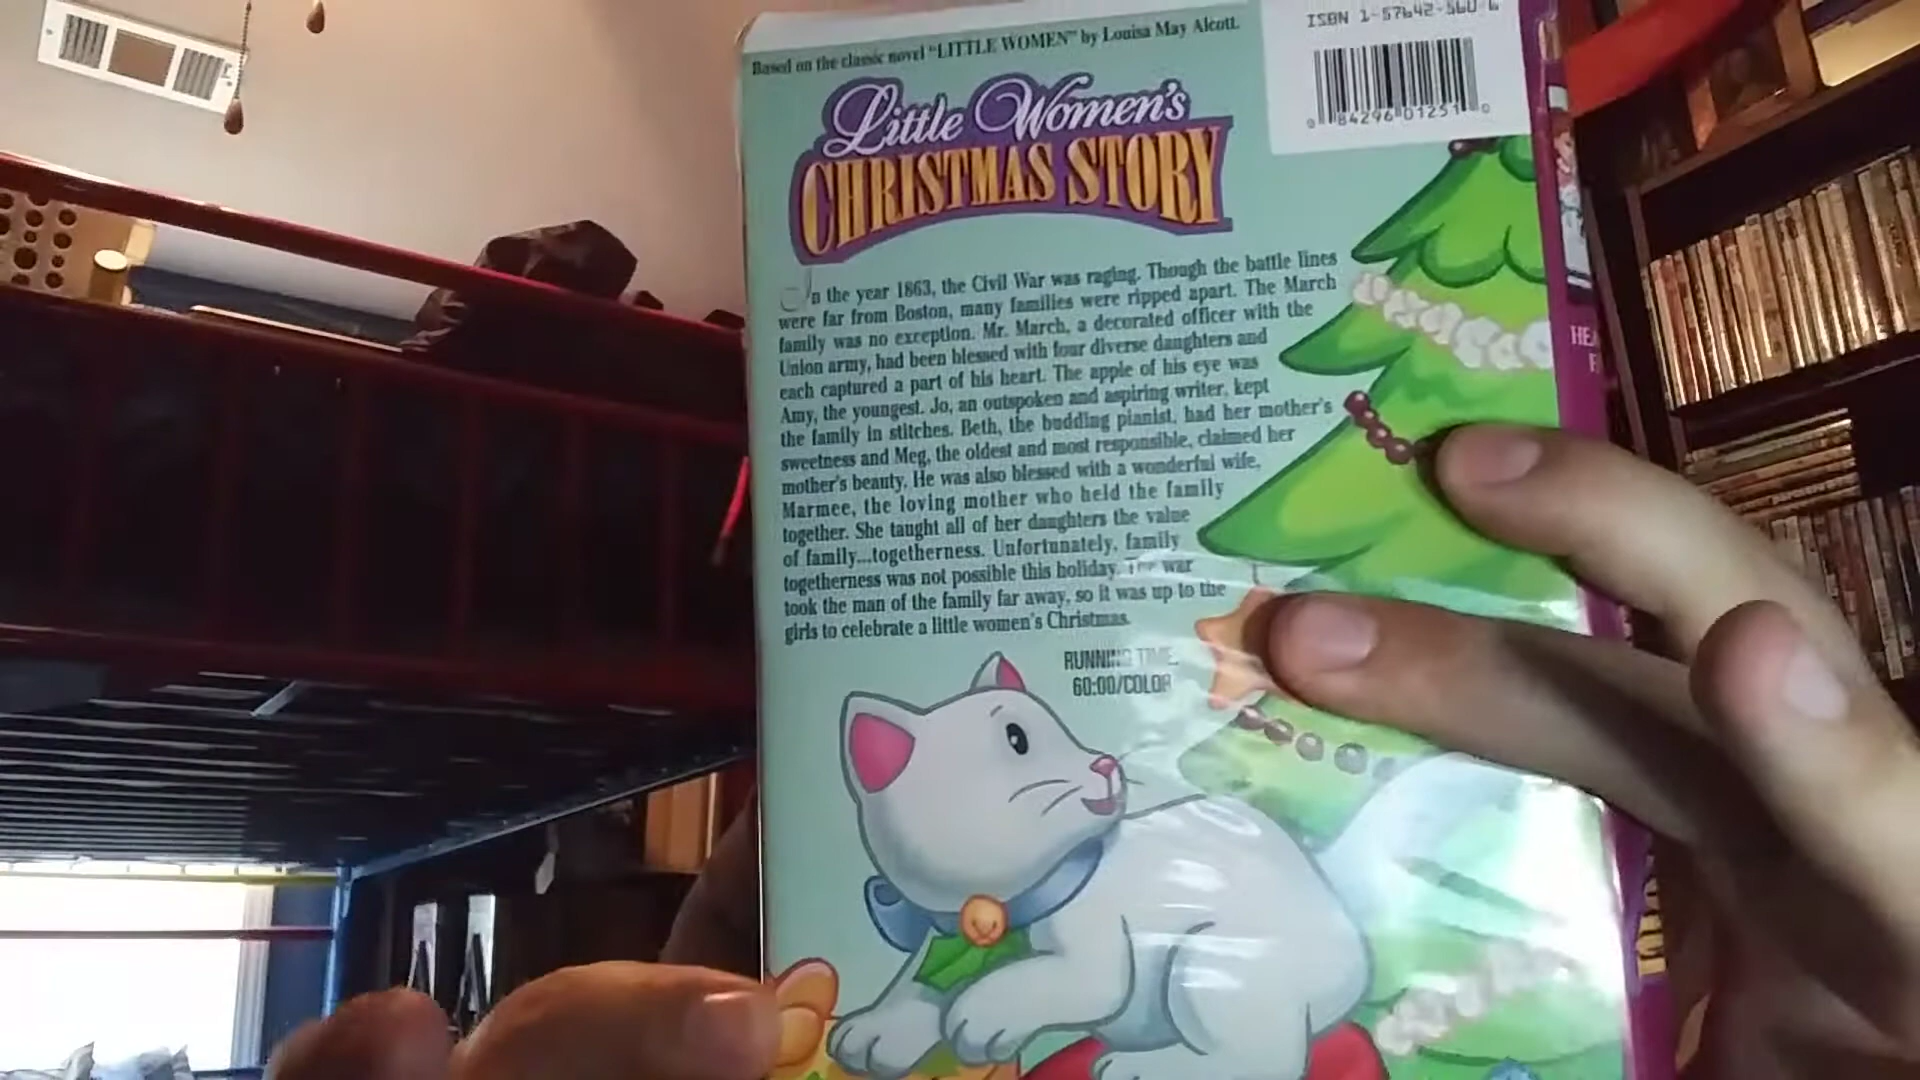 Based on the classic novel "LITTLE WOMEN" by Louisa May Alcott.
ISBN 1-57642-560-6
0 84296 01251 0
Little Women's
CHRISTMAS STORY
In the year 1863, the Civil War was raging. Though the battle lines
were far from Boston, many families were ripped apart. The March
family was no exception. Mr. March, a decorated officer with the
Union army, had been blessed with four diverse daughters and
each captured a part of his heart. The apple of his eye was
Amy, the youngest. Jo, an outspoken and aspiring writer, kept
the family in stitches. Beth, the budding pianist, had her mother's
sweetness and Meg, the oldest and most responsible, claimed her
mother's beauty. He was also blessed with a wonderful wife,
Marmee, the loving mother who held the family
together. She taught all of her daughters the value
of family...togetherness. Unfortunately, family
togetherness was not possible this holiday. The war
took the man of the family far away, so it was up to the
girls to celebrate a little women's Christmas.
RUNNING TIME:
60:00/COLOR